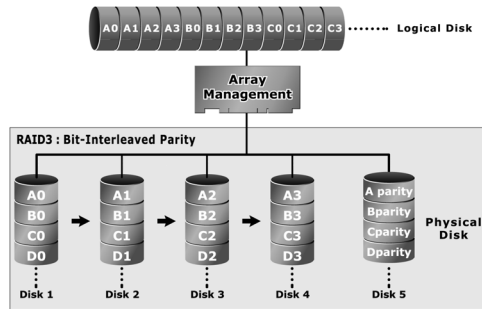 A0 A1 A2 A3 B0 B1 B2 B3 C0 C1 C2 C3 Logical Disk
Array
Management
RAID3 : Bit-Interleaved Parity
A0 A1 A2 A3 A parity
B0 B1 B2 B3 Bparity
C0 C1 C2 C3 Cparity
D0 D1 D2 D3 Dparity
Physical
Disk
Disk 1 Disk 2 Disk 3 Disk 4 Disk 5